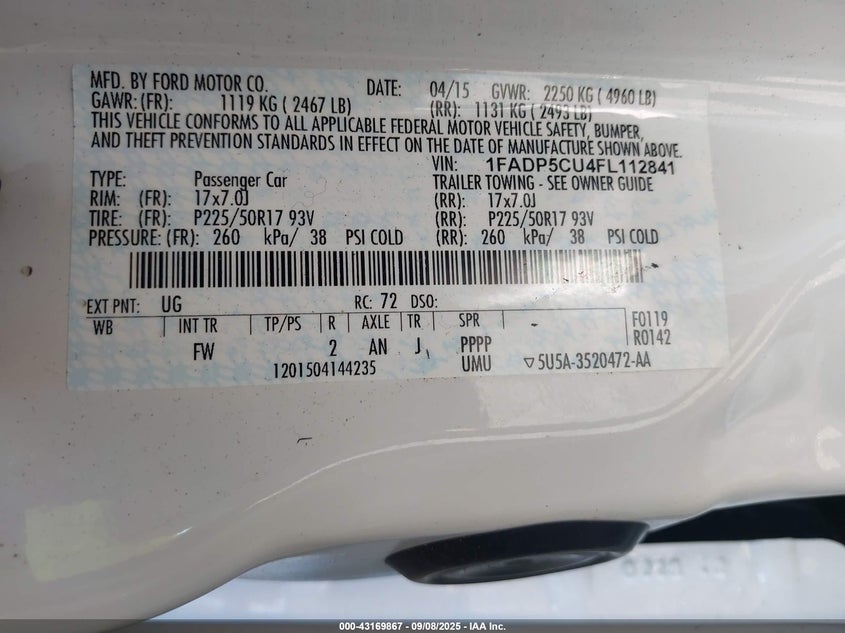 MFD. BY FORD MOTOR CO. DATE: 04/15 GVWR: 2250 KG ( 4960 LB)
GAWR: (FR): 1119 KG ( 2467 LB) (RR): 1131 KG ( 2493 LB)
THIS VEHICLE CONFORMS TO ALL APPLICABLE FEDERAL MOTOR VEHICLE SAFETY, BUMPER,
AND THEFT PREVENTION STANDARDS IN EFFECT ON THE DATE OF MANUFACTURE SHOWN ABOVE.
VIN: 1FADP5CU4FL112841
TYPE: Passenger Car TRAILER TOWING - SEE OWNER GUIDE
RIM: (FR): 17x7.0J (RR): 17x7.0J
TIRE: (FR): P225/50R17 93V (RR): P225/50R17 93V
PRESSURE: (FR): 260 kPa/ 38 PSI COLD (RR): 260 kPa/ 38 PSI COLD
EXT PNT: UG RC: 72 DSO:
WB INT TR TP/PS R AXLE TR SPR - F0119
R0142
FW 2 AN J PPPP
1201504144235 UMU ▽5U5A-3520472-AA
000-43169867 - 09/08/2025 - IAA Inc.